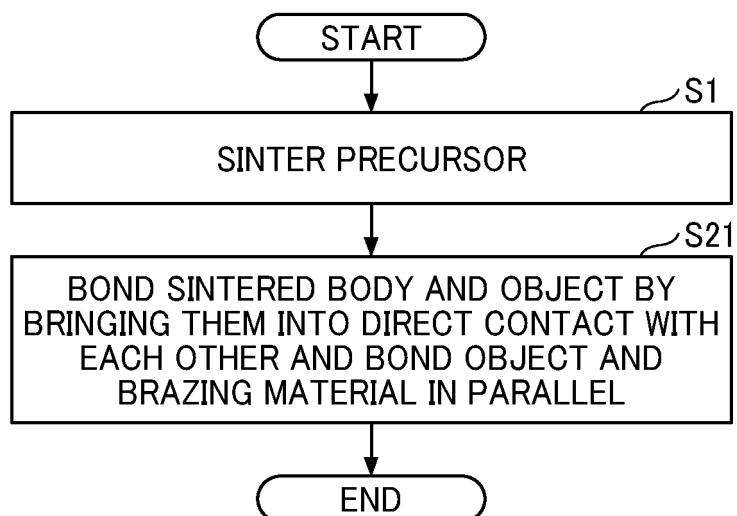 START
S1
SINTER PRECURSOR
S21
BOND SINTERED BODY AND OBJECT BY
BRINGING THEM INTO DIRECT CONTACT WITH
EACH OTHER AND BOND OBJECT AND
BRAZING MATERIAL IN PARALLEL
END